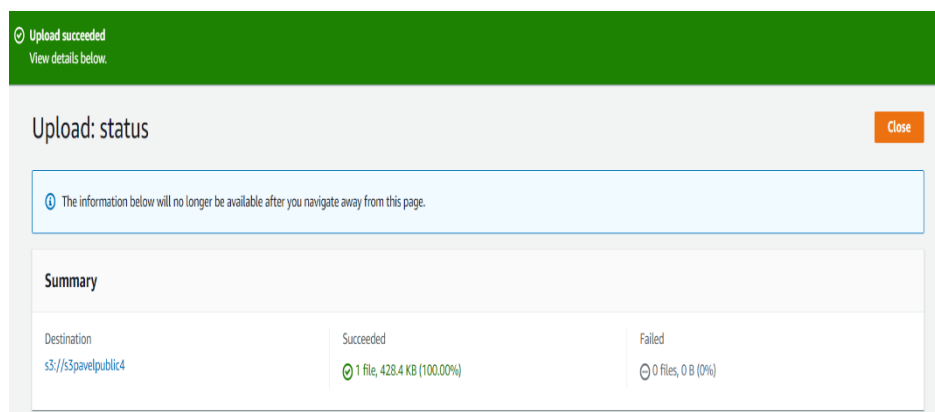 Upload succeeded
View details below.
Upload: status
Close
The information below will no longer be available after you navigate away from this page.
Summary
Destination
s3://s3pavelpublic4
Succeeded
1 file, 428.4 KB (100.00%)
Failed
0 files, 0 B (0%)